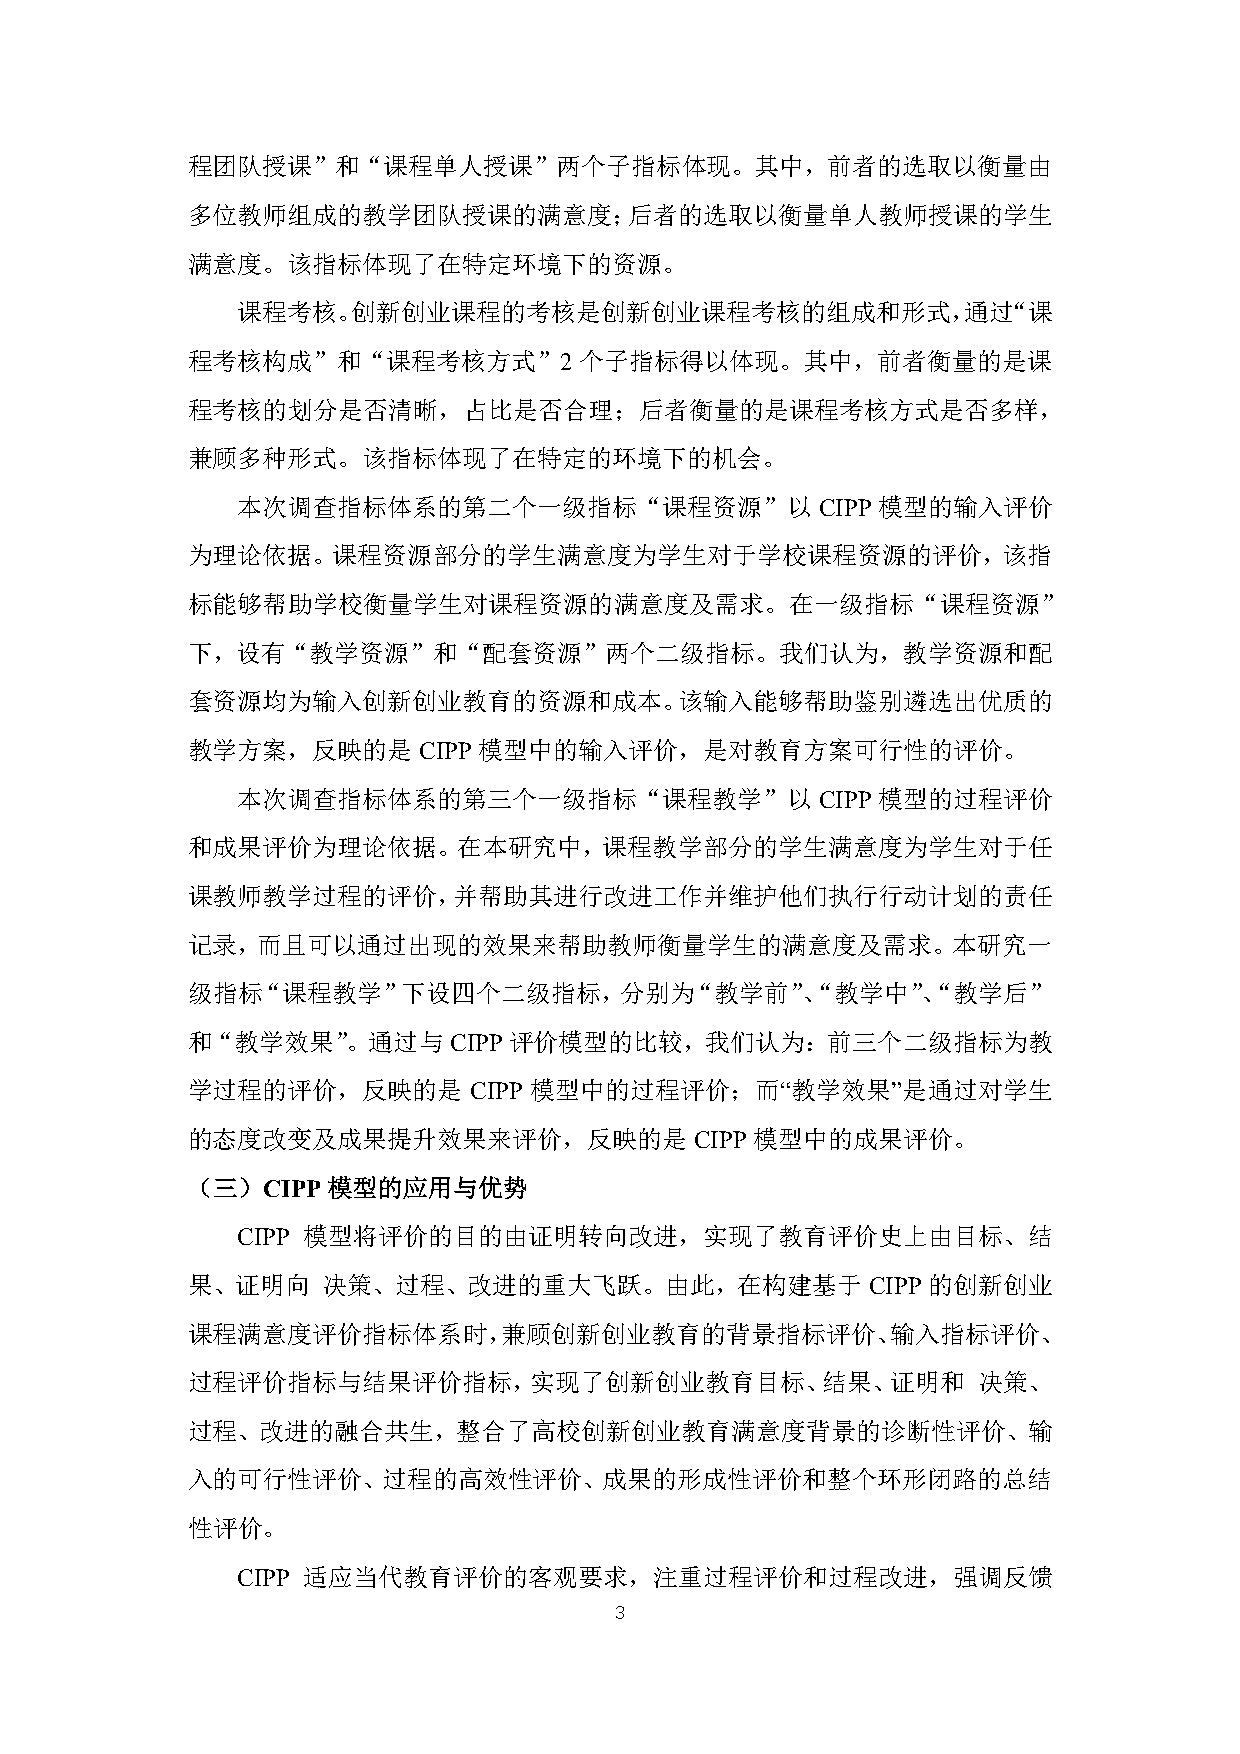 程团队授课”和“课程单人授课”两个子指标体现。其中，前者的选取以衡量由
多位教师组成的教学团队授课的满意度；后者的选取以衡量单人教师授课的学生
满意度。该指标体现了在特定环境下的资源。
课程考核。创新创业课程的考核是创新创业课程考核的组成和形式，通过“课
程考核构成”和“课程考核方式”2 个子指标得以体现。其中，前者衡量的是课
程考核的划分是否清晰，占比是否合理；后者衡量的是课程考核方式是否多样，
兼顾多种形式。该指标体现了在特定的环境下的机会。
本次调查指标体系的第二个一级指标“课程资源”以 CIPP 模型的输入评价
为理论依据。课程资源部分的学生满意度为学生对于学校课程资源的评价，该指
标能够帮助学校衡量学生对课程资源的满意度及需求。在一级指标“课程资源”
下，设有“教学资源”和“配套资源”两个二级指标。我们认为，教学资源和配
套资源均为输入创新创业教育的资源和成本。该输入能够帮助鉴别遴选出优质的
教学方案，反映的是 CIPP 模型中的输入评价，是对教育方案可行性的评价。
本次调查指标体系的第三个一级指标“课程教学”以 CIPP 模型的过程评价
和成果评价为理论依据。在本研究中，课程教学部分的学生满意度为学生对于任
课教师教学过程的评价，并帮助其进行改进工作并维护他们执行行动计划的责任
记录，而且可以通过出现的效果来帮助教师衡量学生的满意度及需求。本研究一
级指标“课程教学”下设四个二级指标，分别为“教学前”、“教学中”、“教学后”
和“教学效果”。通过与 CIPP 评价模型的比较，我们认为：前三个二级指标为教
学过程的评价，反映的是 CIPP 模型中的过程评价；而“教学效果”是通过对学生
的态度改变及成果提升效果来评价，反映的是 CIPP 模型中的成果评价。
（三）CIPP 模型的应用与优势
CIPP 模型将评价的目的由证明转向改进，实现了教育评价史上由目标、结
果、证明向 决策、过程、改进的重大飞跃。由此，在构建基于 CIPP 的创新创业
课程满意度评价指标体系时，兼顾创新创业教育的背景指标评价、输入指标评价、
过程评价指标与结果评价指标，实现了创新创业教育目标、结果、证明和 决策、
过程、改进的融合共生，整合了高校创新创业教育满意度背景的诊断性评价、输
入的可行性评价、过程的高效性评价、成果的形成性评价和整个环形闭路的总结
性评价。
CIPP 适应当代教育评价的客观要求，注重过程评价和过程改进，强调反馈
3